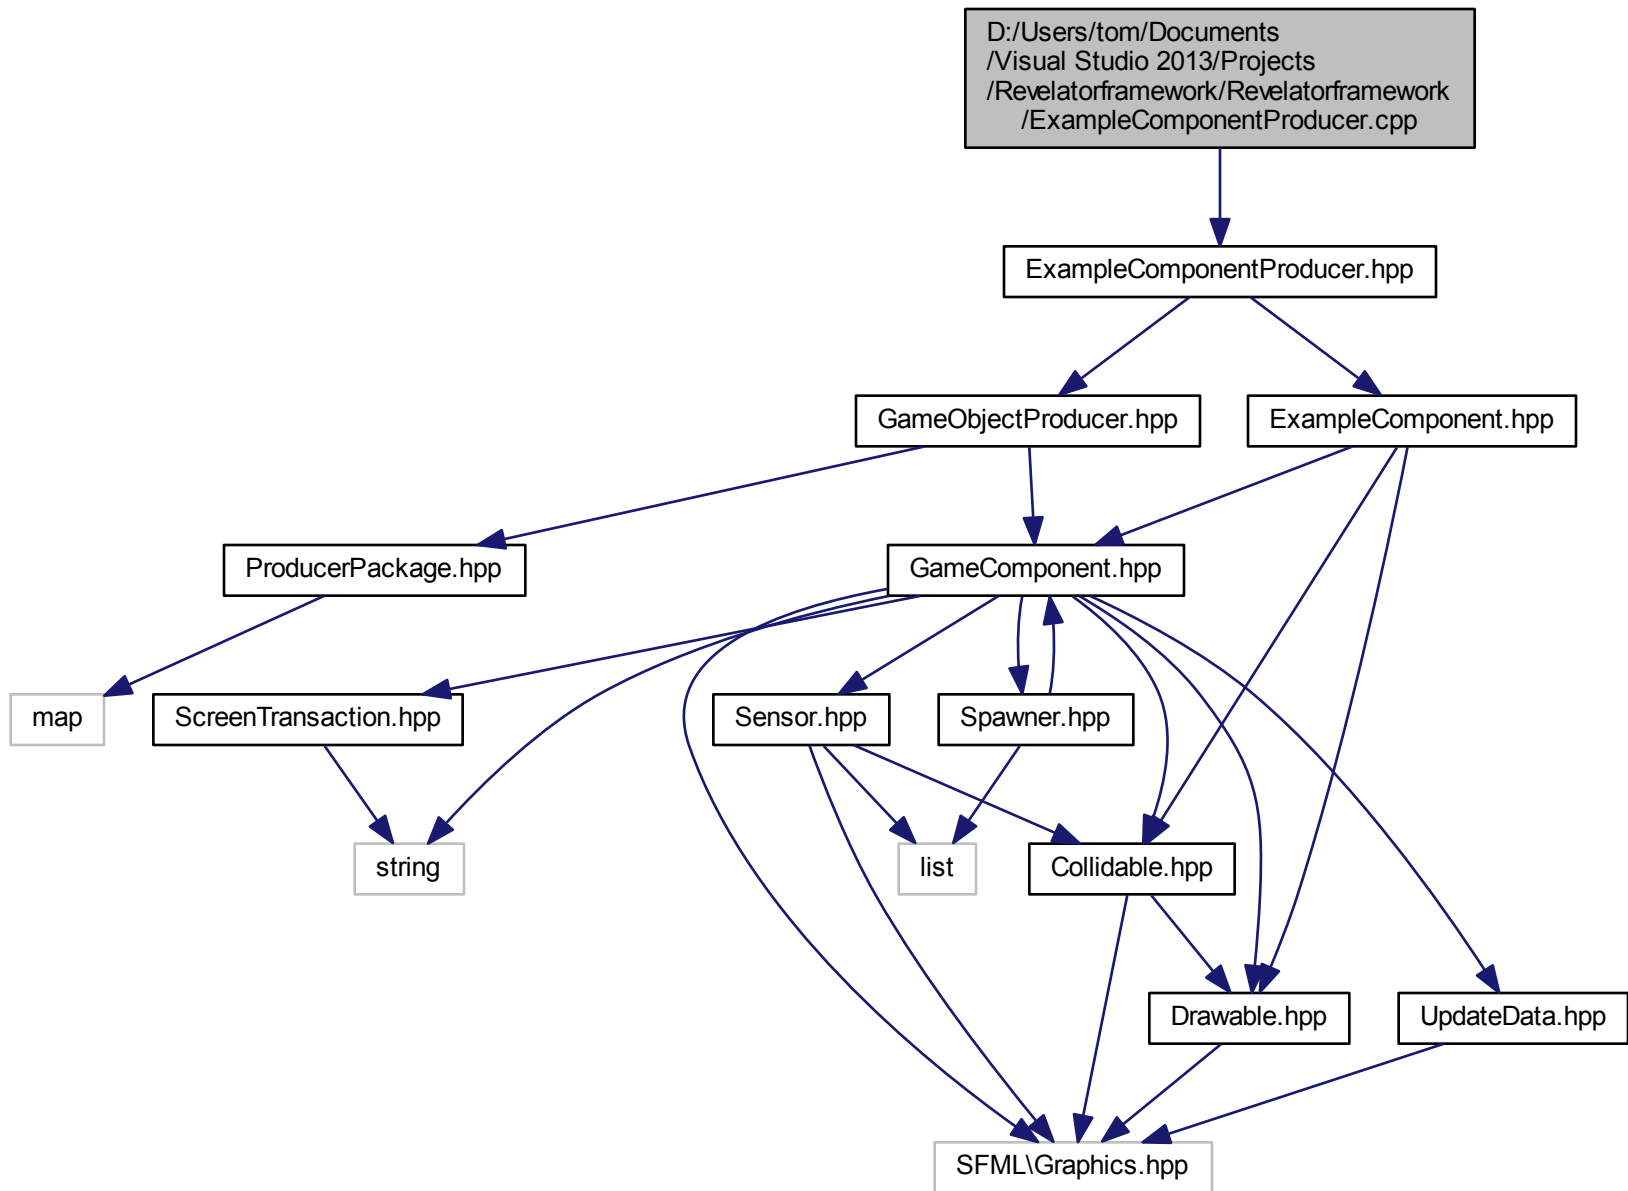 D:/Users/tom/Documents
/Visual Studio 2013/Projects
/Revelatorframework/Revelatorframework
/ExampleComponentProducer.cpp
ExampleComponentProducer.hpp
GameObjectProducer.hpp
ExampleComponent.hpp
ProducerPackage.hpp
GameComponent.hpp
map
ScreenTransaction.hpp
Sensor.hpp
Spawner.hpp
string
list
Collidable.hpp
Drawable.hpp
UpdateData.hpp
SFML\Graphics.hpp